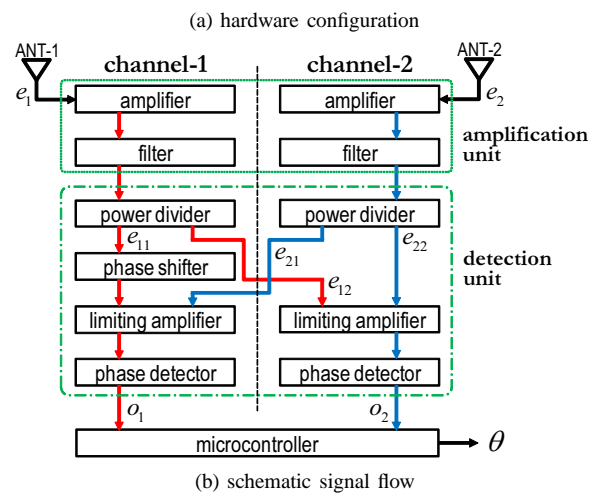 (a) hardware configuration
ANT-1
ANT-2
channel-1
channel-2
e1
e2
amplifier
amplifier
amplification
unit
filter
filter
power divider
power divider
e11
e21
e22
detection
unit
phase shifter
e12
limiting amplifier
limiting amplifier
phase detector
phase detector
o1
o2
microcontroller
θ
(b) schematic signal flow